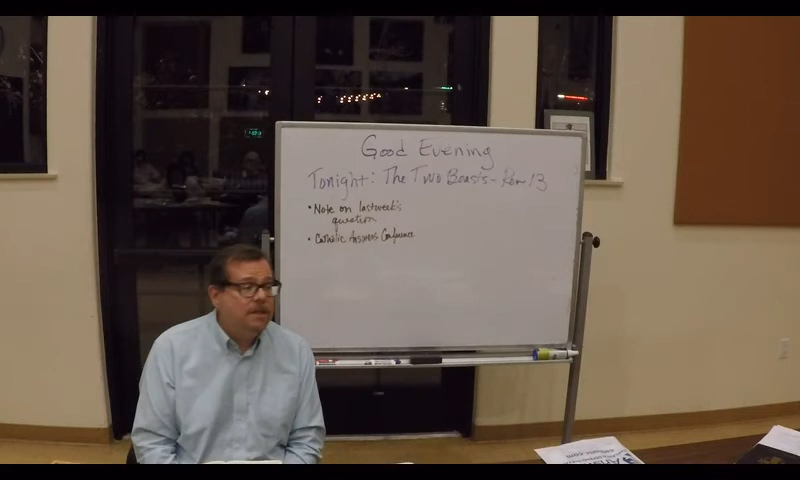 Good Evening
Tonight: The Two Beasts - Rev 13
• Note on last week's
question
• Catholic Answers Conference